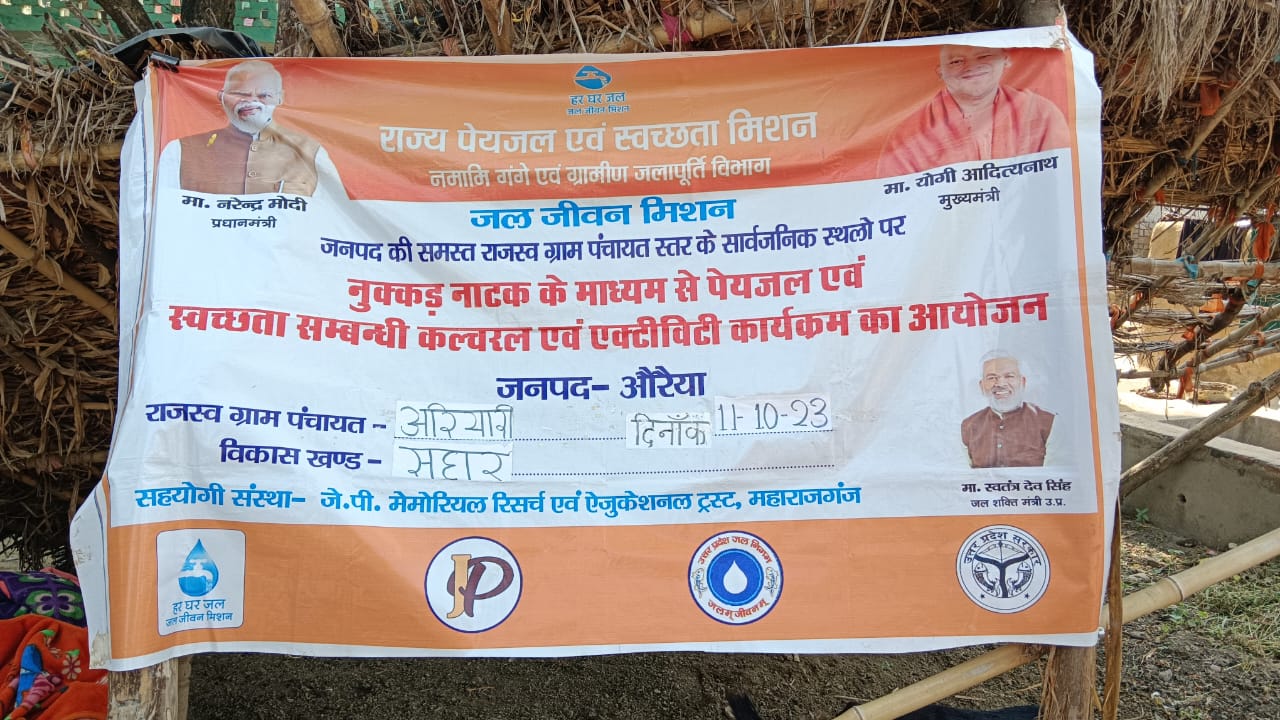 हर घर जल
जल जीवन मिशन
राज्य पेयजल एवं स्वच्छता मिशन
नमामि गंगे एवं ग्रामीण जलापूर्ति विभाग
मा. नरेन्द्र मोदी
प्रधानमंत्री
मा. योगी आदित्यनाथ
मुख्यमंत्री
जल जीवन मिशन
जनपद की समस्त राजस्व ग्राम पंचायत स्तर के सार्वजनिक स्थलो पर
नुक्कड़ नाटक के माध्यम से पेयजल एवं
स्वच्छता सम्बन्धी कल्चरल एवं एक्टीविटी कार्यक्रम का आयोजन
जनपद- औरैया
राजस्व ग्राम पंचायत - अरियारी दिनाँक 11-10-23
विकास खण्ड - सहार
मा. स्वतंत्र देव सिंह
जल शक्ति मंत्री उ.प्र.
सहयोगी संस्था- जे.पी. मेमोरियल रिसर्च एवं ऐजुकेशनल ट्रस्ट, महाराजगंज
हर घर जल
जल जीवन मिशन
JP
उत्तर प्रदेश जल निगम
जलम् जीवनम्
उत्तर प्रदेश सरकार